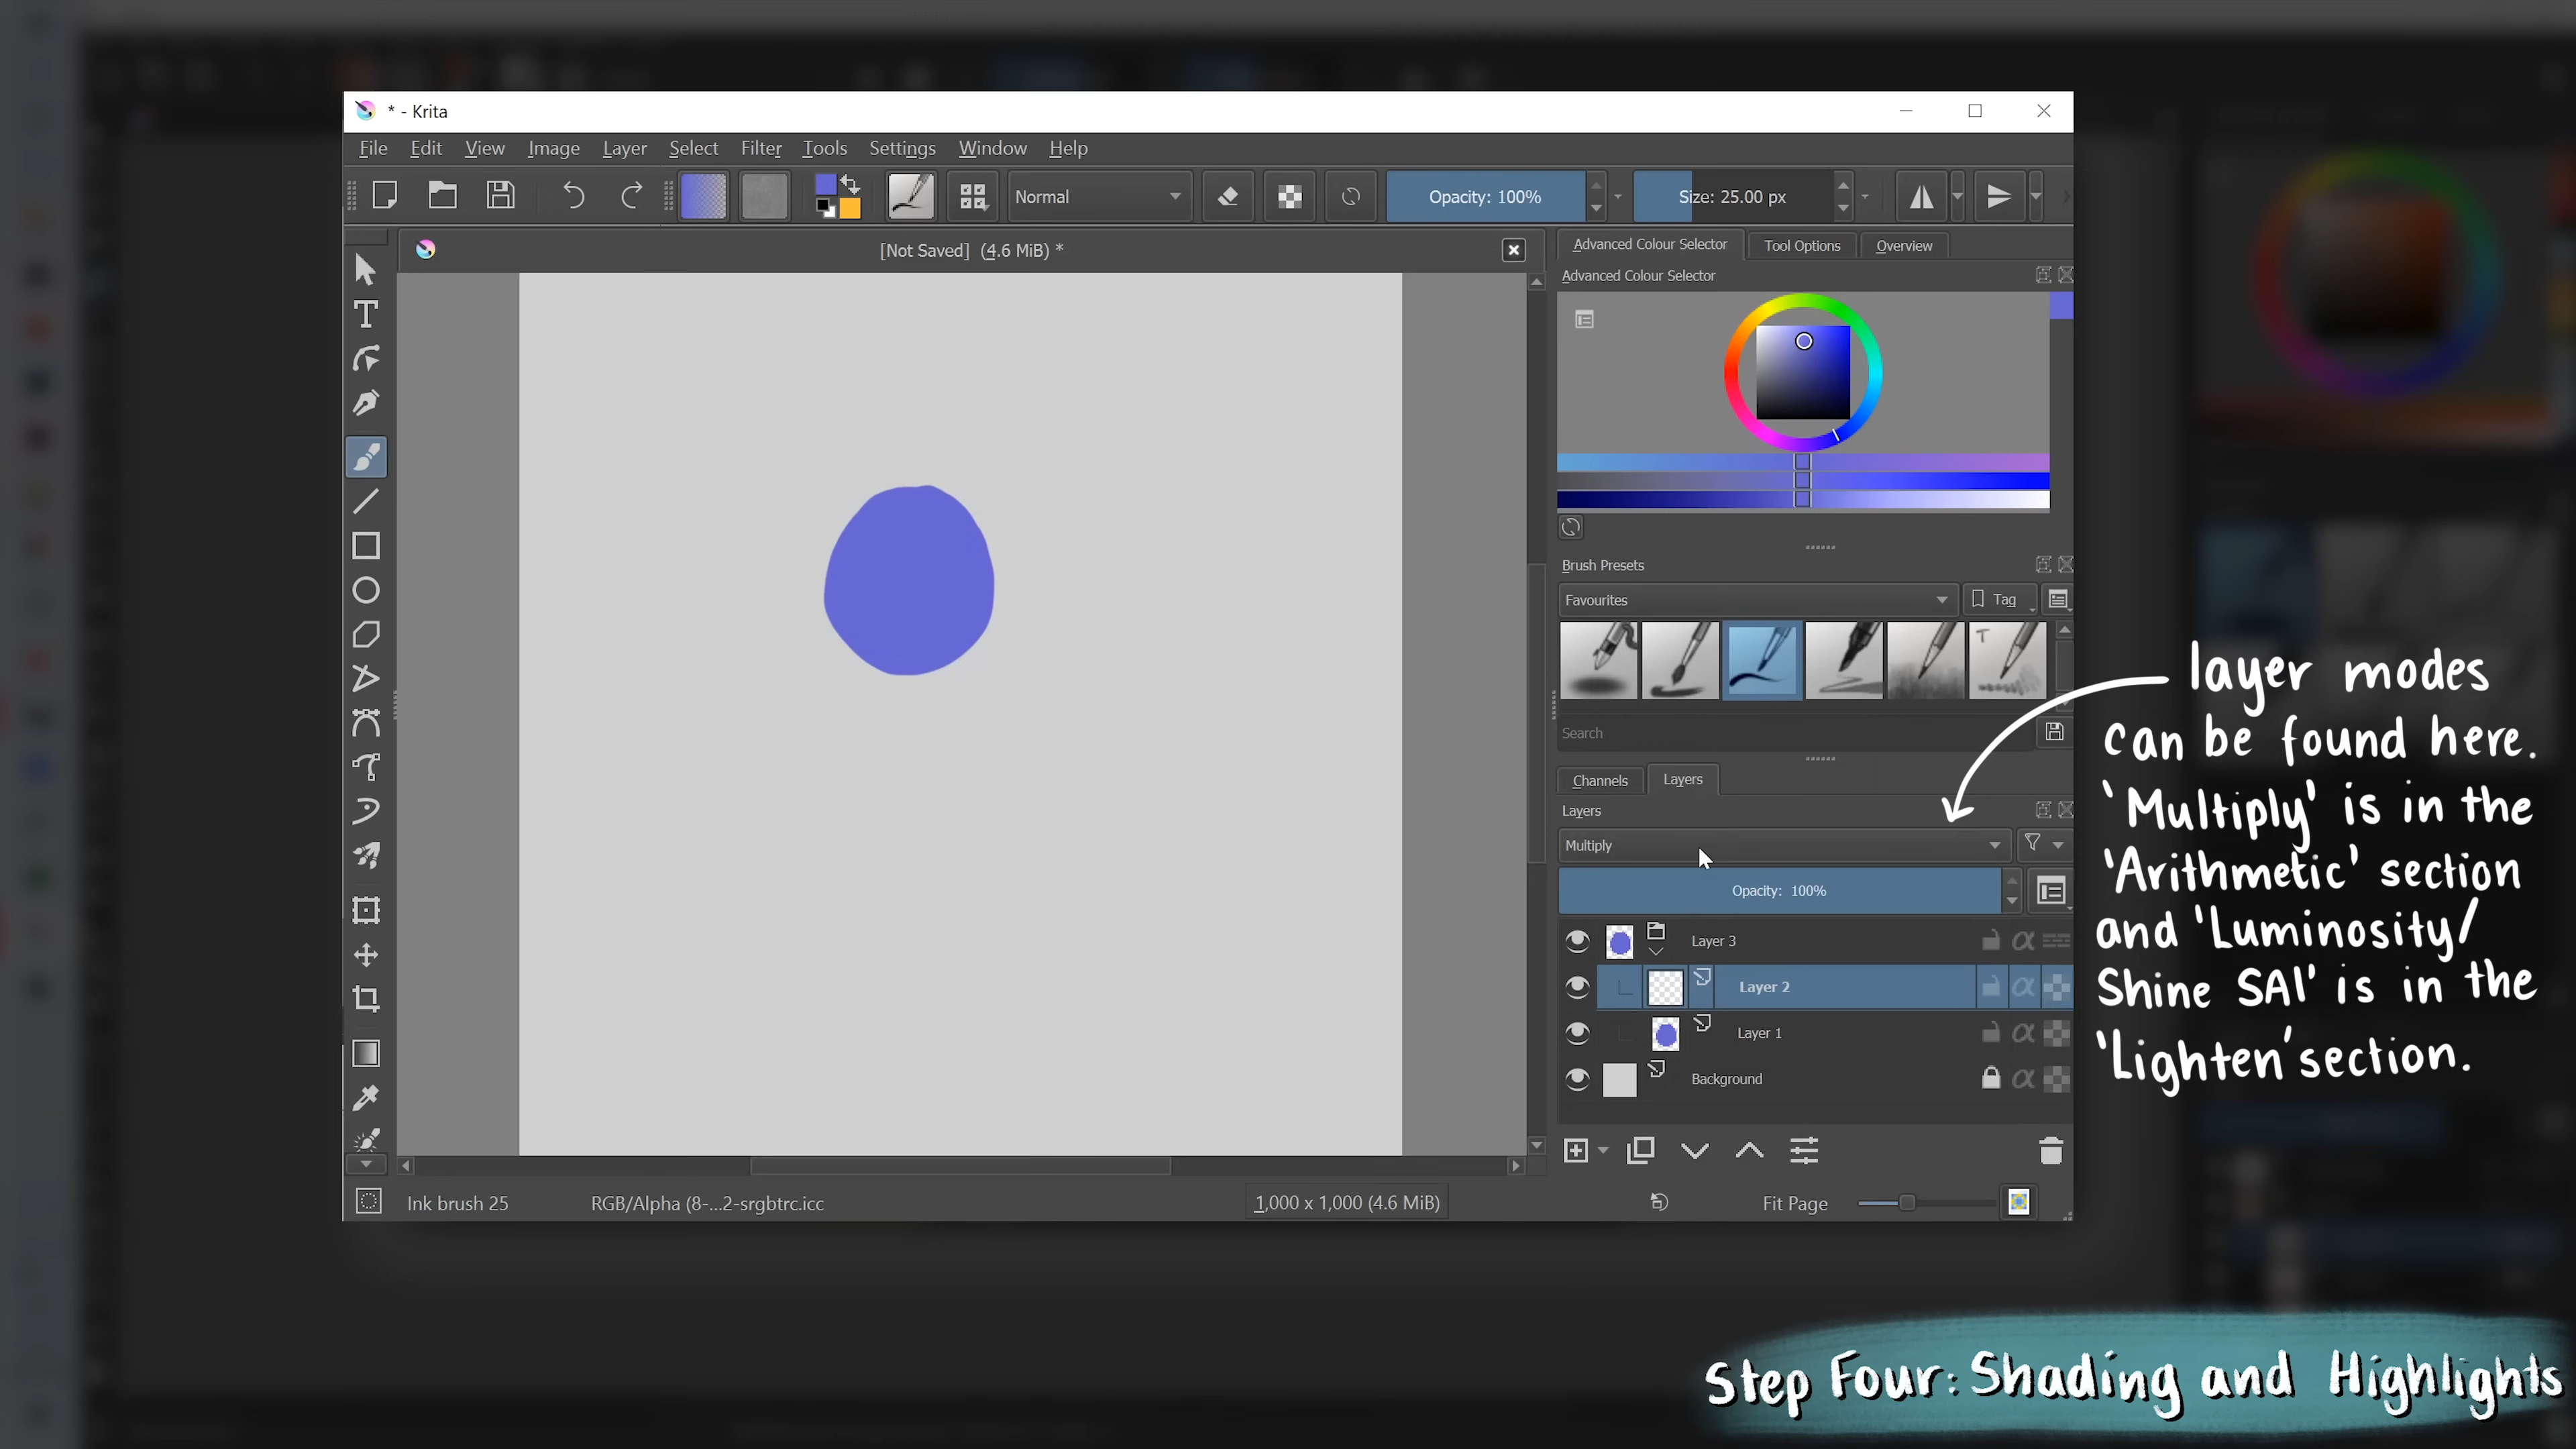 * - Krita
File Edit View Image Layer Select Filter Tools Settings Window Help
Normal
Opacity: 100%
Size: 25.00 px
[Not Saved] (4.6 MiB) *
Advanced Colour Selector Tool Options Overview
Advanced Colour Selector
Brush Presets
Favourites
Tag
Search
Channels Layers
Layers
Multiply
Opacity: 100%
Layer 3
Layer 2
Layer 1
Background
Ink brush 25
RGB/Alpha (8-...2-srgbtrc.icc
1,000 x 1,000 (4.6 MiB)
Fit Page
layer modes
can be found here.
'Multiply' is in the
'Arithmetic' section
and 'Luminosity/
Shine SAI' is in the
'Lighten' section.
Step Four: Shading and Highlights